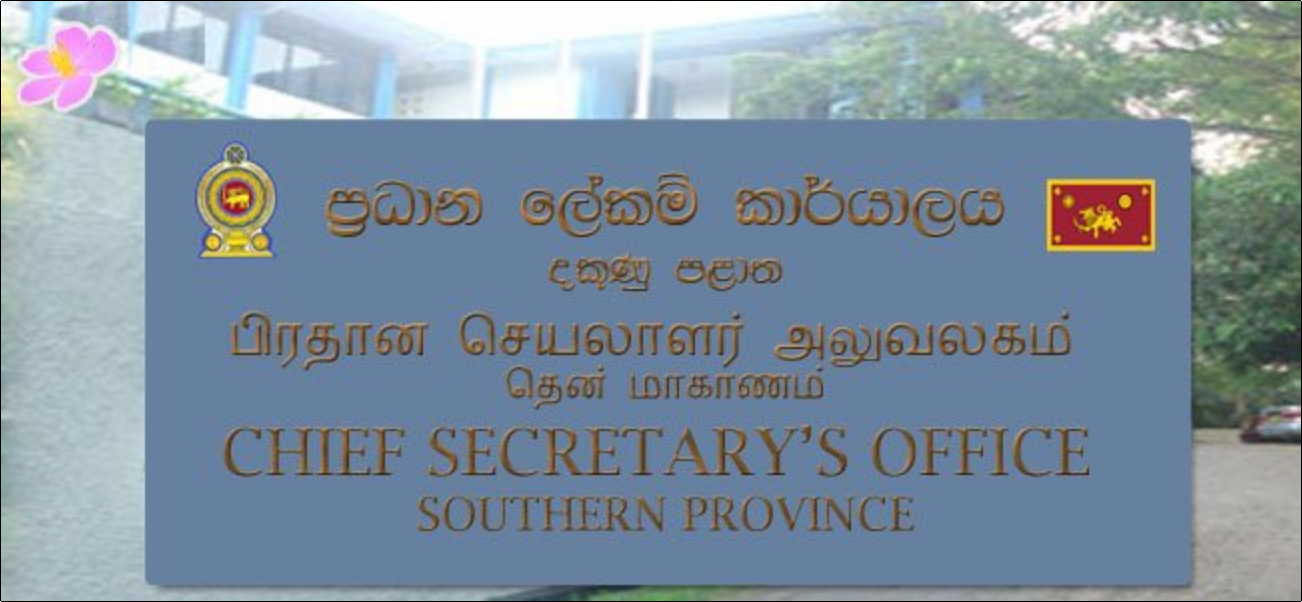 ප්‍රධාන ලේකම් කාර්යාලය
දකුණු පළාත
பிரதான செயலாளர் அலுவலகம்
தென் மாகாணம்
CHIEF SECRETARY'S OFFICE
SOUTHERN PROVINCE